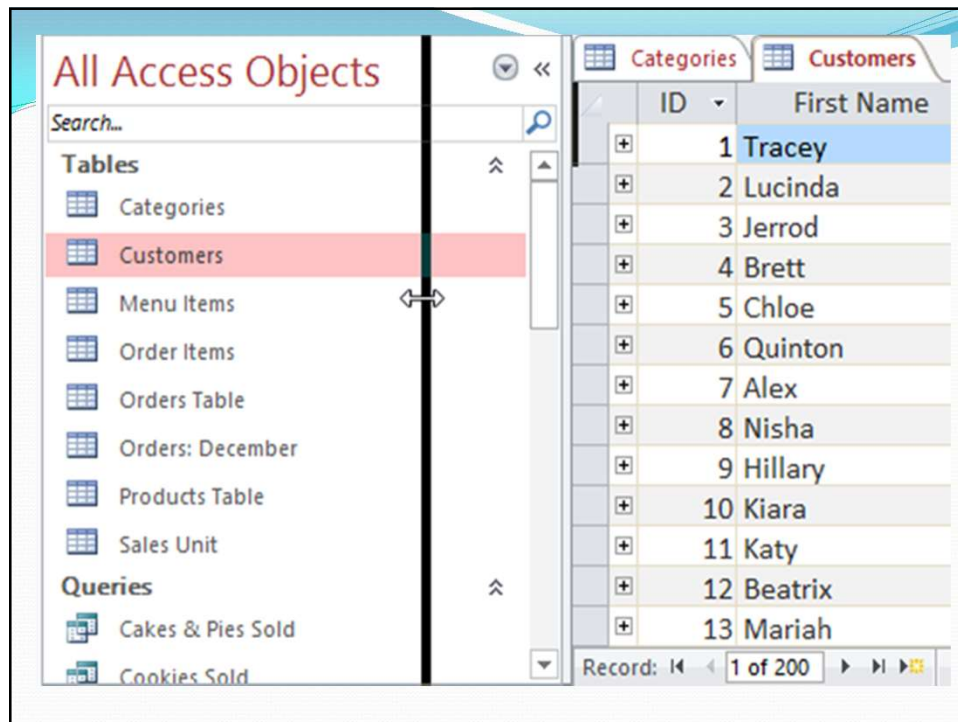 All Access Objects
Search...
Tables
Categories
Customers
Menu Items
Order Items
Orders Table
Orders: December
Products Table
Sales Unit
Queries
Cakes & Pies Sold
Cookies Sold
Categories Customers
ID First Name
1 Tracey
2 Lucinda
3 Jerrod
4 Brett
5 Chloe
6 Quinton
7 Alex
8 Nisha
9 Hillary
10 Kiara
11 Katy
12 Beatrix
13 Mariah
Record: 1 of 200